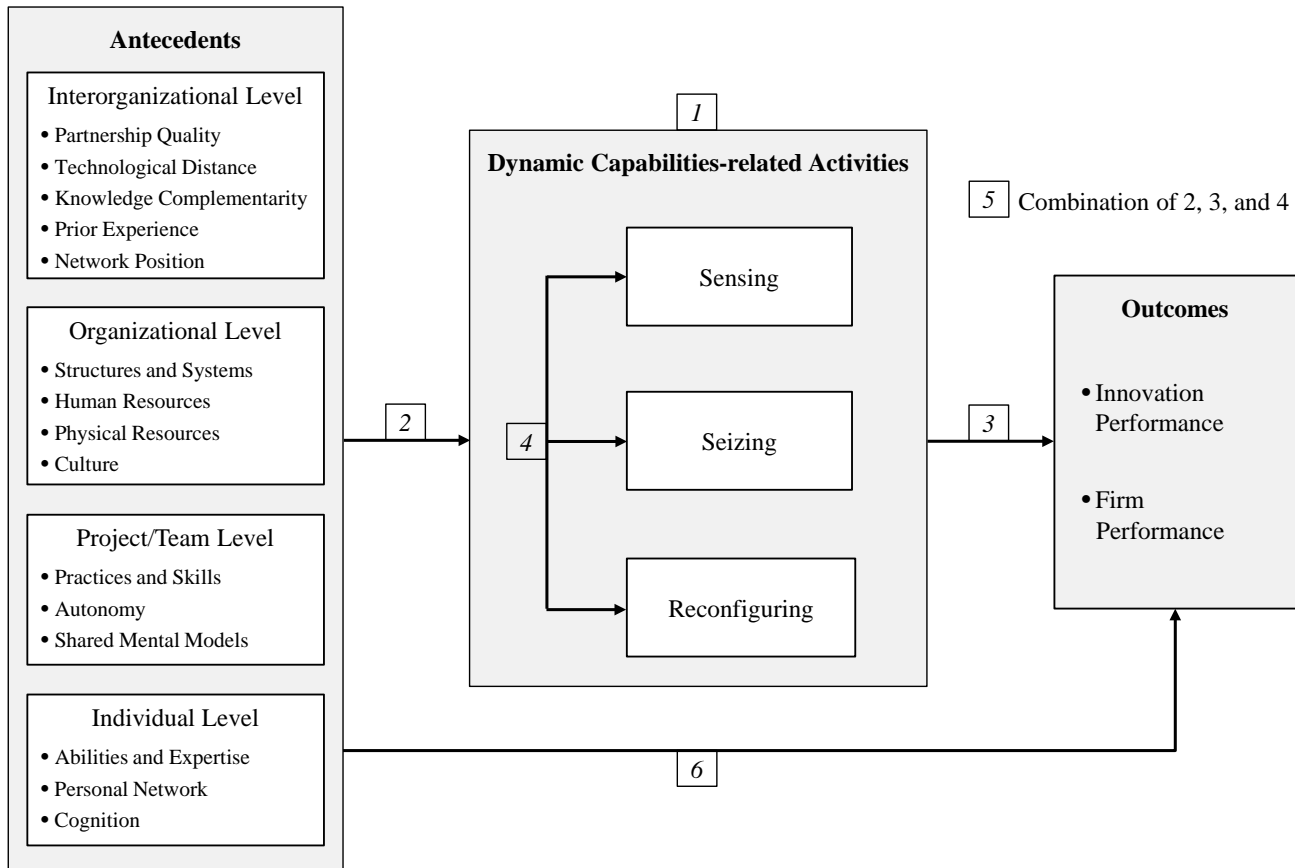 Antecedents
Interorganizational Level
• Partnership Quality
• Technological Distance
• Knowledge Complementarity
• Prior Experience
• Network Position
Organizational Level
• Structures and Systems
• Human Resources
• Physical Resources
• Culture
Project/Team Level
• Practices and Skills
• Autonomy
• Shared Mental Models
Individual Level
• Abilities and Expertise
• Personal Network
• Cognition
2
1
Dynamic Capabilities-related Activities
Sensing
4
Seizing
Reconfiguring
3
5 Combination of 2, 3, and 4
Outcomes
• Innovation
Performance
• Firm
Performance
6